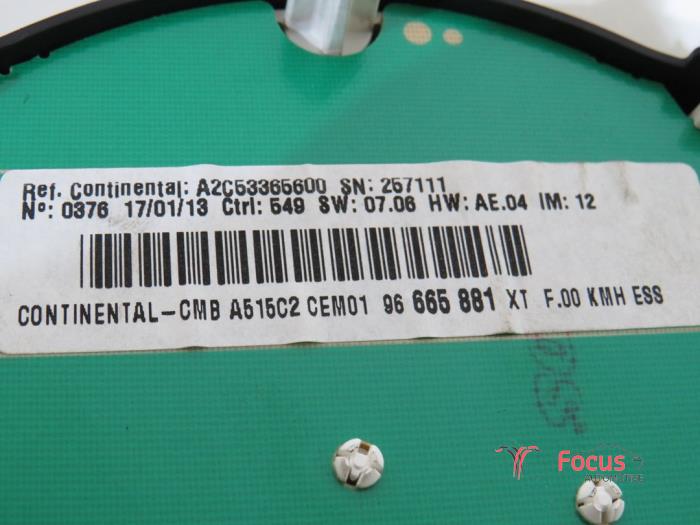 Ref. Continental: A2C53365600 SN: 257111
Nº: 0376 17/01/13 Ctrl: 549 SW: 07.06 HW: AE.04 IM: 12
CONTINENTAL-CMB A515C2 CEM01 96 665 881 XT F.00 KMH ESS
Focus
AUTOMOTIVE